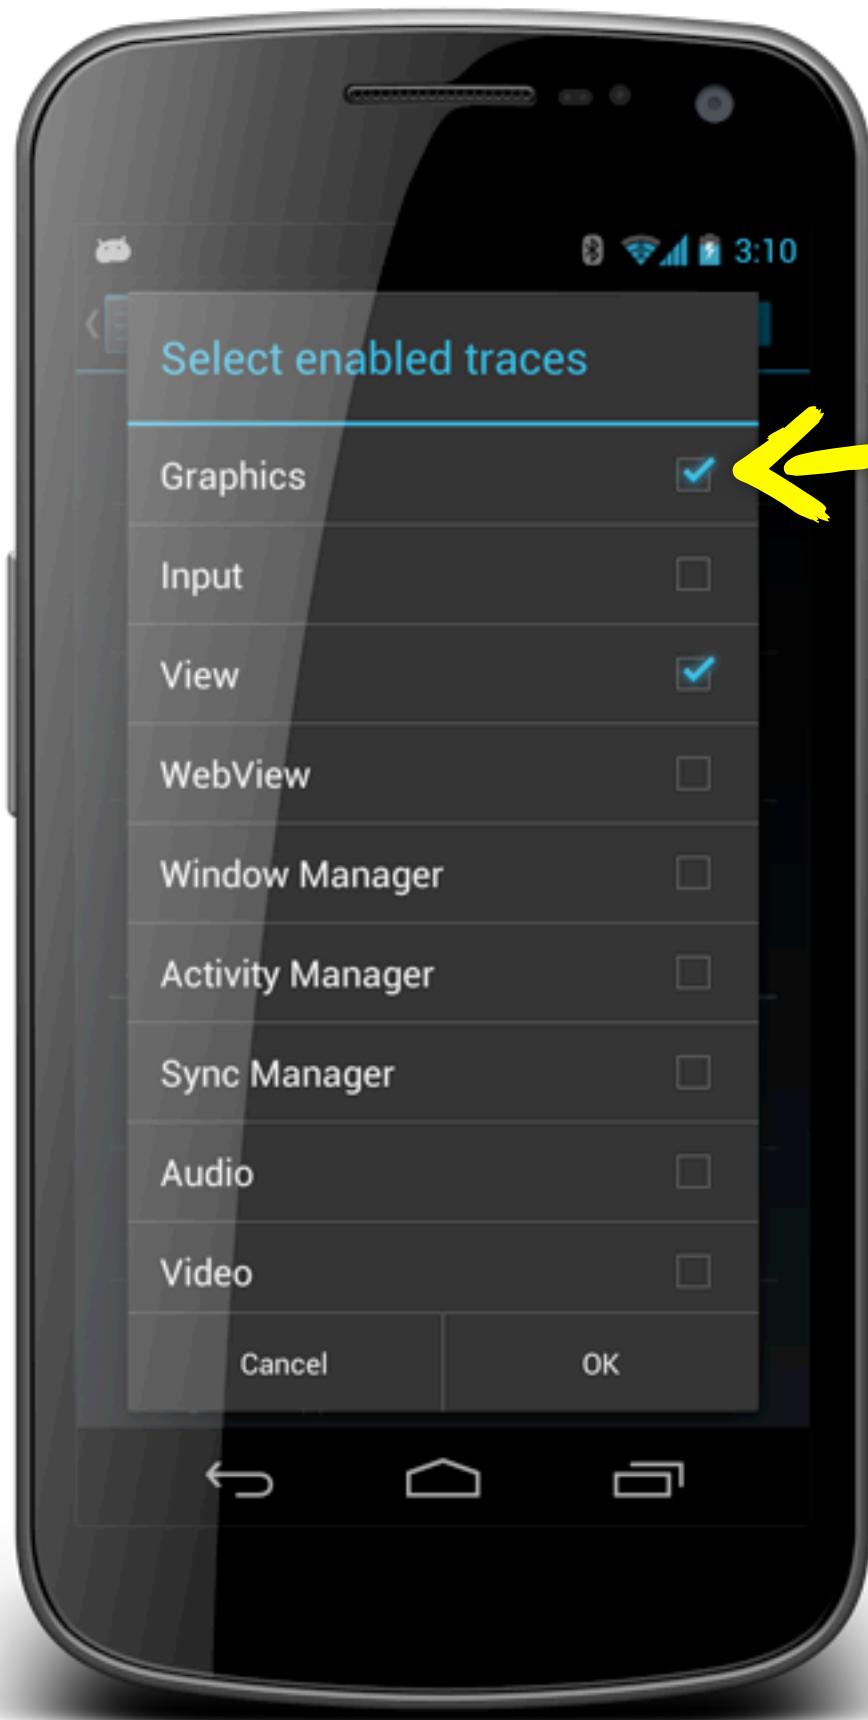 3:10
Select enabled traces
Graphics
Input
View
WebView
Window Manager
Activity Manager
Sync Manager
Audio
Video
Cancel
OK